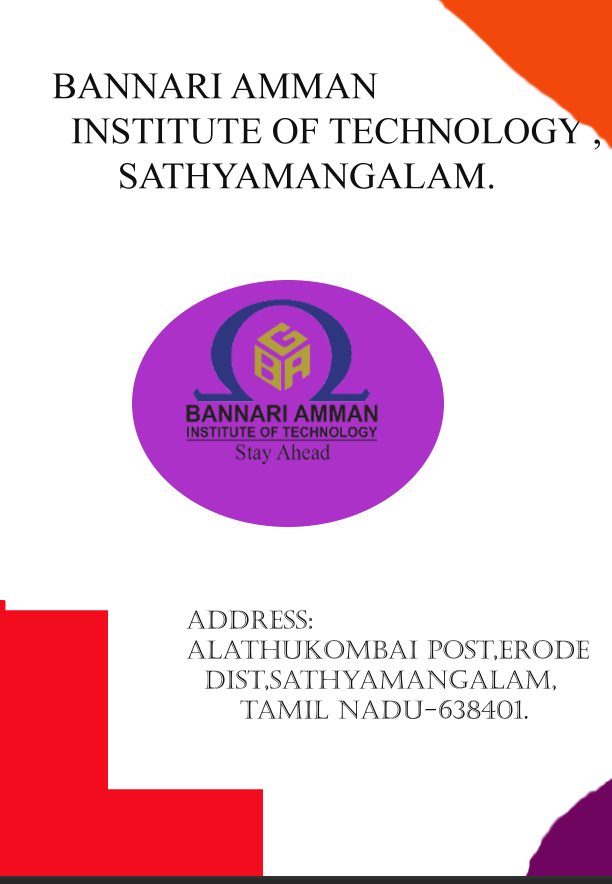 BANNARI AMMAN
INSTITUTE OF TECHNOLOGY ,
SATHYAMANGALAM.
G
BA
BANNARI AMMAN
INSTITUTE OF TECHNOLOGY
Stay Ahead
ADDRESS:
ALATHUKOMBAI POST,ERODE
DIST,SATHYAMANGALAM,
TAMIL NADU-638401.